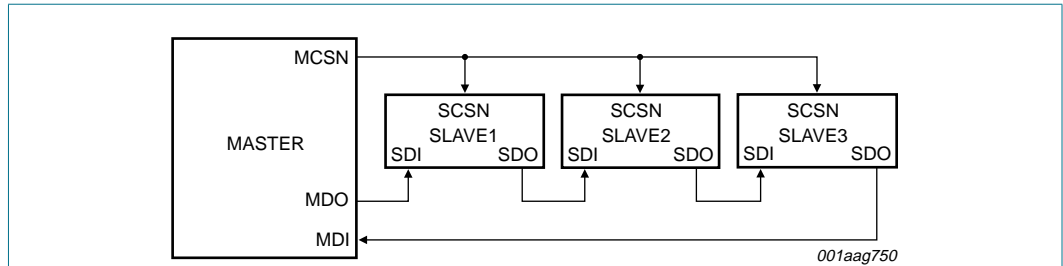 MCSN
SCSN SCSN SCSN
SLAVE1 SLAVE2 SLAVE3
MASTER
SDI SDO SDI SDO SDI SDO
MDO
MDI
001aag750